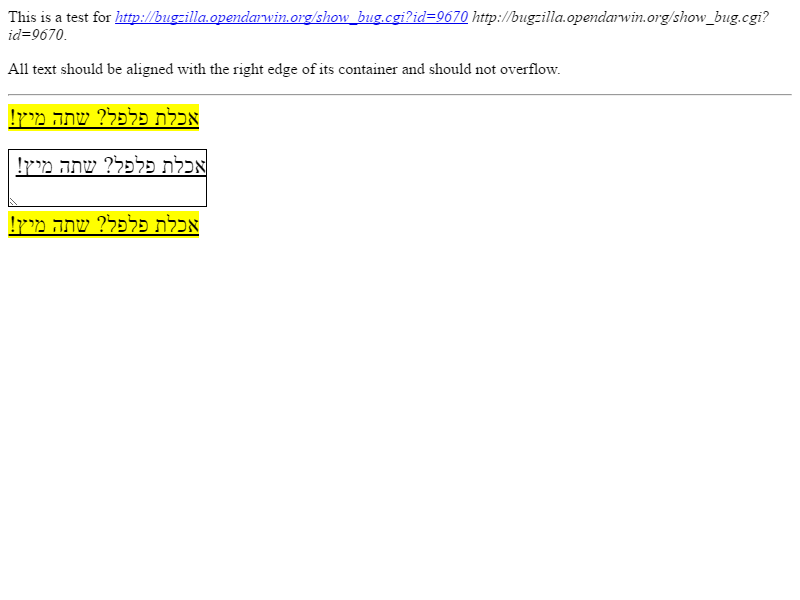 This is a test for http://bugzilla.opendarwin.org/show_bug.cgi?id=9670 http://bugzilla.opendarwin.org/show_bug.cgi?
id=9670.
All text should be aligned with the right edge of its container and should not overflow.
אכלת פלפל? שתה מיץ!
אכלת פלפל? שתה מיץ!
אכלת פלפל? שתה מיץ!